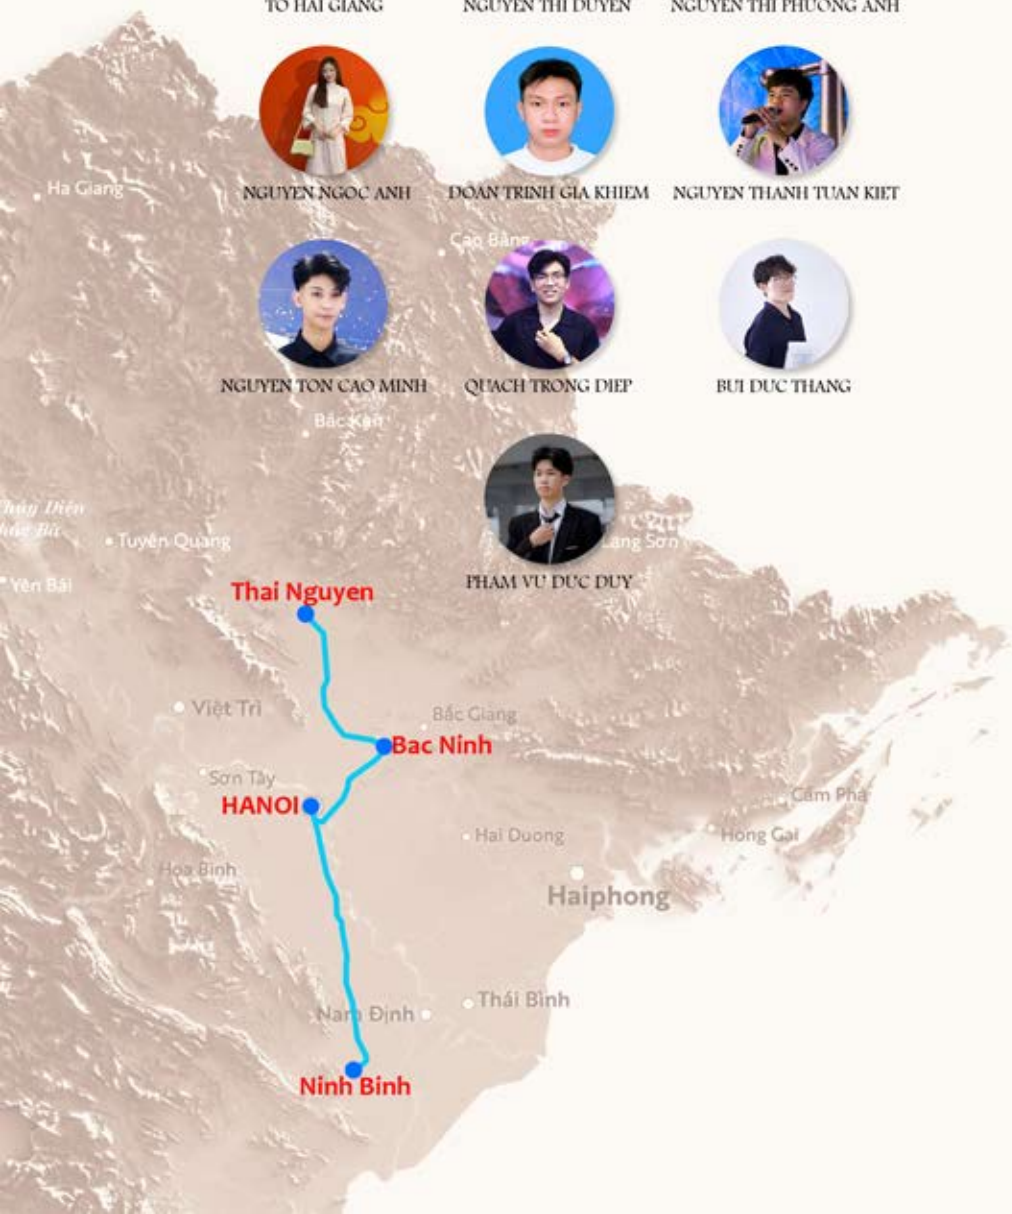 TO HAI GIANG
NGUYEN THI DUYEN
NGUYEN THI PHUONG ANH
NGUYEN NGOC ANH
DOAN TRINH GIA KHIEM
NGUYEN THANH TUAN KIET
Ha Giang
Cao Bằng
NGUYEN TON CAO MINH
QUACH TRONG DIEP
BUI DUC THANG
Bắc Kạn
Tuyên Quang
Lang Sơn
Yên Bái
PHAM VU DUC DUY
Thai Nguyen
Việt Trì
Bắc Giang
Bac Ninh
Sơn Tây
HANOI
Cẩm Phả
Hai Duong
Hong Gai
Hoa Binh
Haiphong
Nam Định
Thái Bình
Ninh Binh